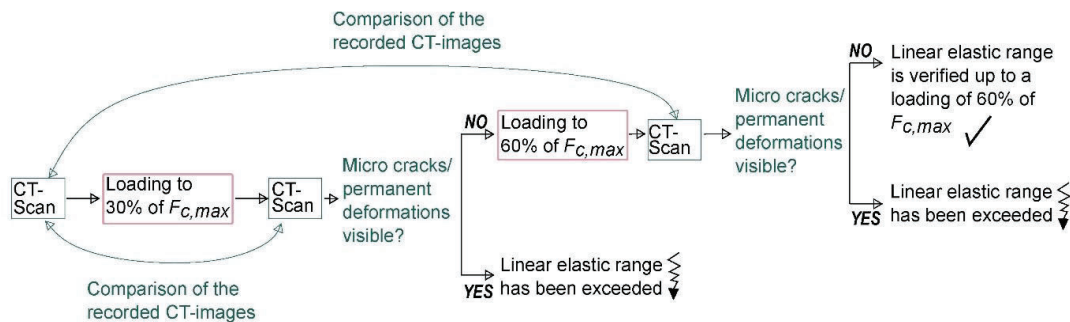 Comparison of the
recorded CT-images
CT-
Scan
Loading to
30% of Fc,max
CT-
Scan
Comparison of the
recorded CT-images
Micro cracks/
permanent
deformations
visible?
NO
Loading to
60% of Fc,max
CT-
Scan
YES
Linear elastic range
has been exceeded
Micro cracks/
permanent
deformations
visible?
NO
Linear elastic range
is verified up to a
loading of 60% of
Fc,max
YES
Linear elastic range
has been exceeded